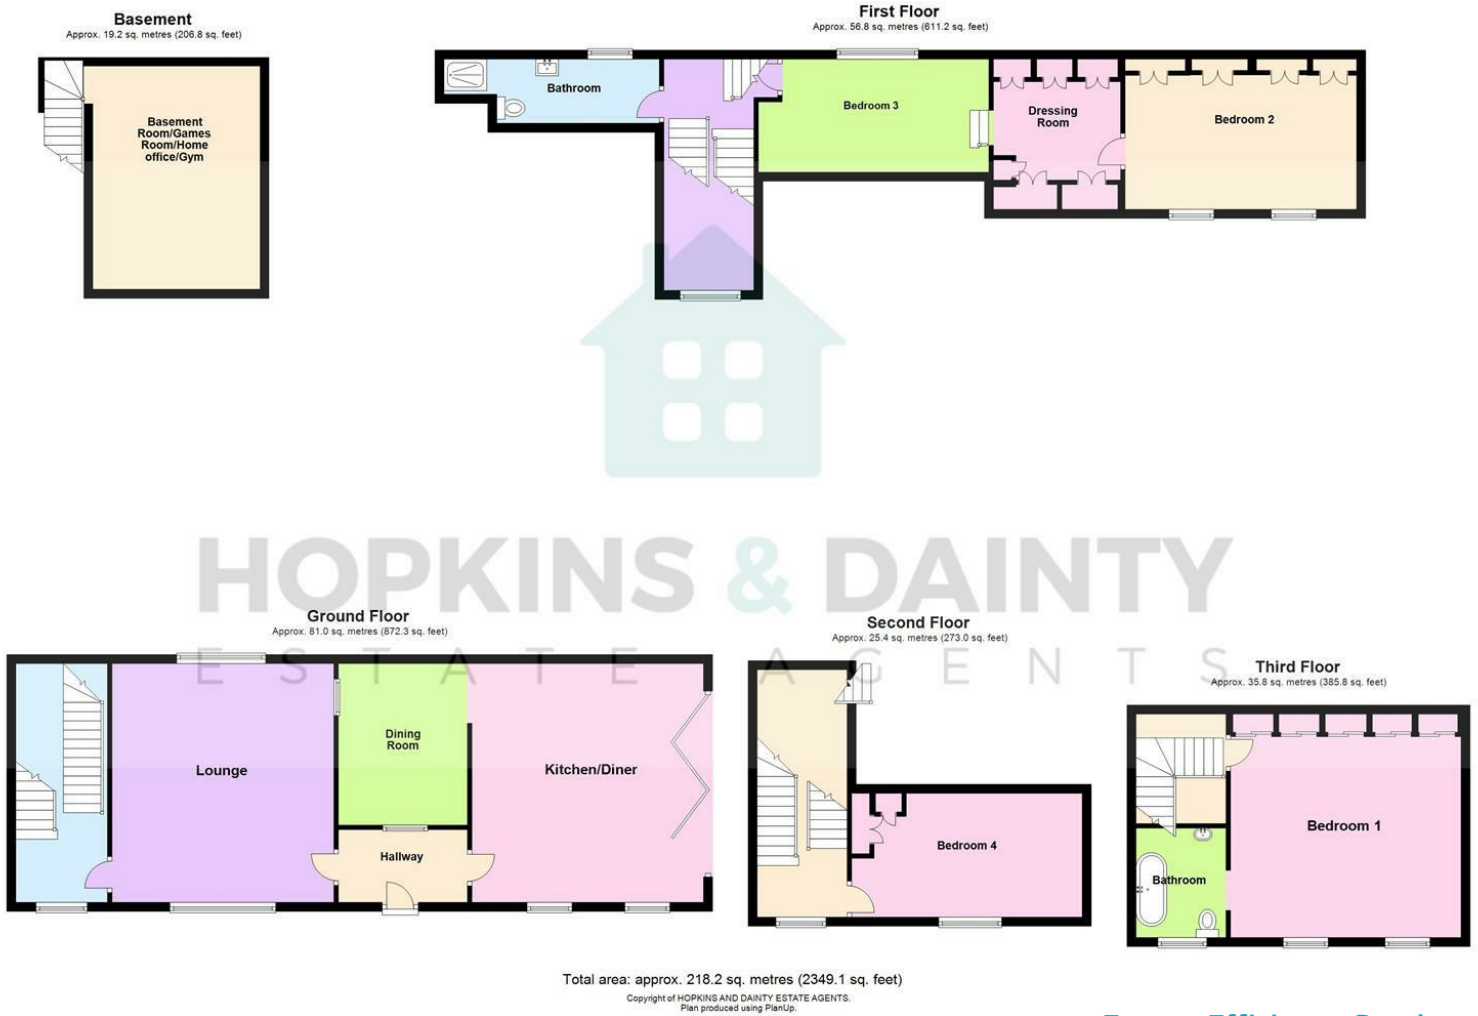 Basement
Approx. 19.2 sq. metres (206.8 sq. feet)
Basement
Room/Games
Room/Home
office/Gym
First Floor
Approx. 56.8 sq. metres (611.2 sq. feet)
Bathroom
Bedroom 3
Dressing
Room
Bedroom 2
HOPKINS & DAINTY
ESTATE AGENTS
Ground Floor
Approx. 81.0 sq. metres (872.3 sq. feet)
Lounge
Dining
Room
Kitchen/Diner
Hallway
Second Floor
Approx. 25.4 sq. metres (273.0 sq. feet)
Bedroom 4
Third Floor
Approx. 35.8 sq. metres (385.8 sq. feet)
Bedroom 1
Bathroom
Total area: approx. 218.2 sq. metres (2349.1 sq. feet)
Copyright of HOPKINS AND DAINTY ESTATE AGENTS.
Plan produced using PlanUp.